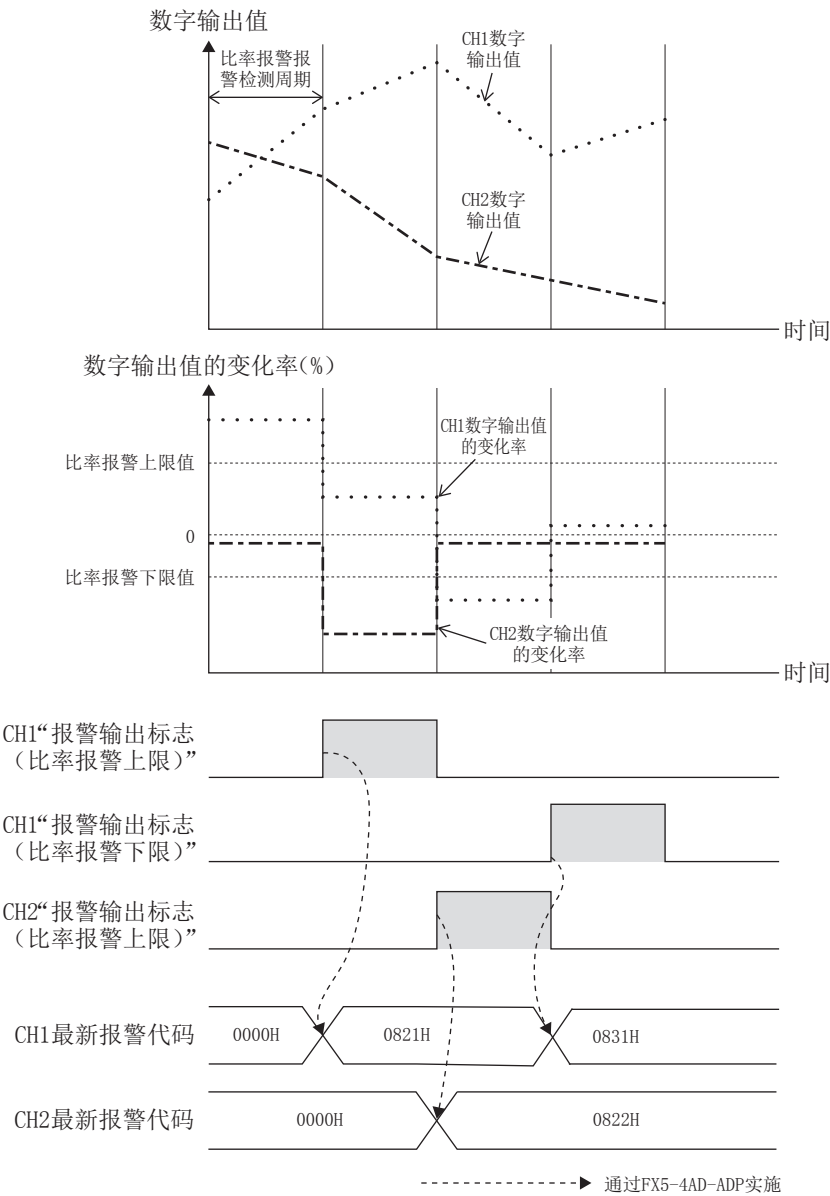 数字输出值
比率报警报
警检测周期
CH1数字
输出值
CH2数字
输出值
时间
数字输出值的变化率(%)
CH1数字输出值
的变化率
比率报警上限值
0
比率报警下限值
CH2数字输出值
的变化率
时间
CH1“报警输出标志
(比率报警上限)”
CH1“报警输出标志
(比率报警下限)”
CH2“报警输出标志
(比率报警上限)”
CH1最新报警代码
0000H
0821H
0831H
CH2最新报警代码
0000H
0822H
通过FX5-4AD-ADP实施